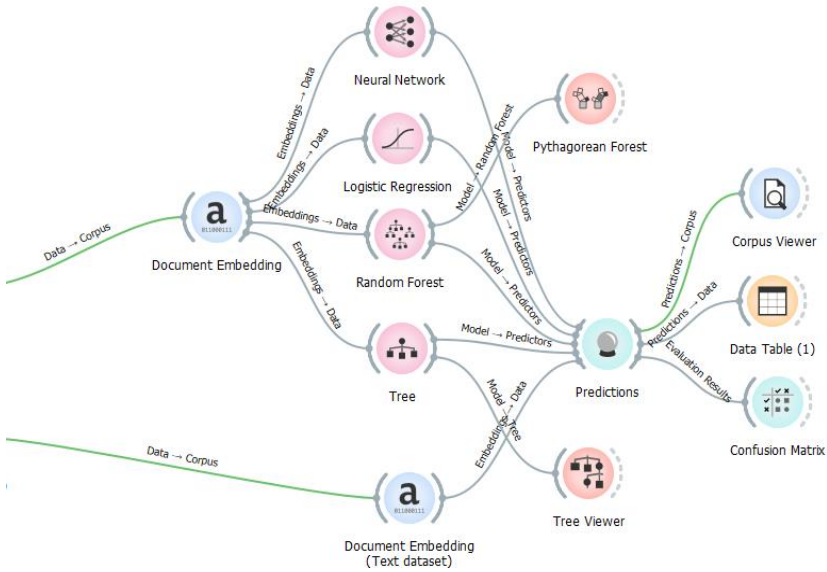 Neural Network
Embeddings → Data
Logistic Regression
Embeddings → Data
Model → Random Forest
Model → Predictors
Pythagorean Forest
a
011000111
Document Embedding
Data → Corpus
Embeddings → Data
Random Forest
Model → Predictors
Model → Predictors
Embeddings → Data
Tree
Model → Predictors
Model → Tree
Embeddings → Data
Predictions
Predictions → Corpus
Corpus Viewer
Predictions → Data
Data Table (1)
Evaluation Results
Confusion Matrix
Data → Corpus
a
011000111
Document Embedding
(Text dataset)
Tree Viewer